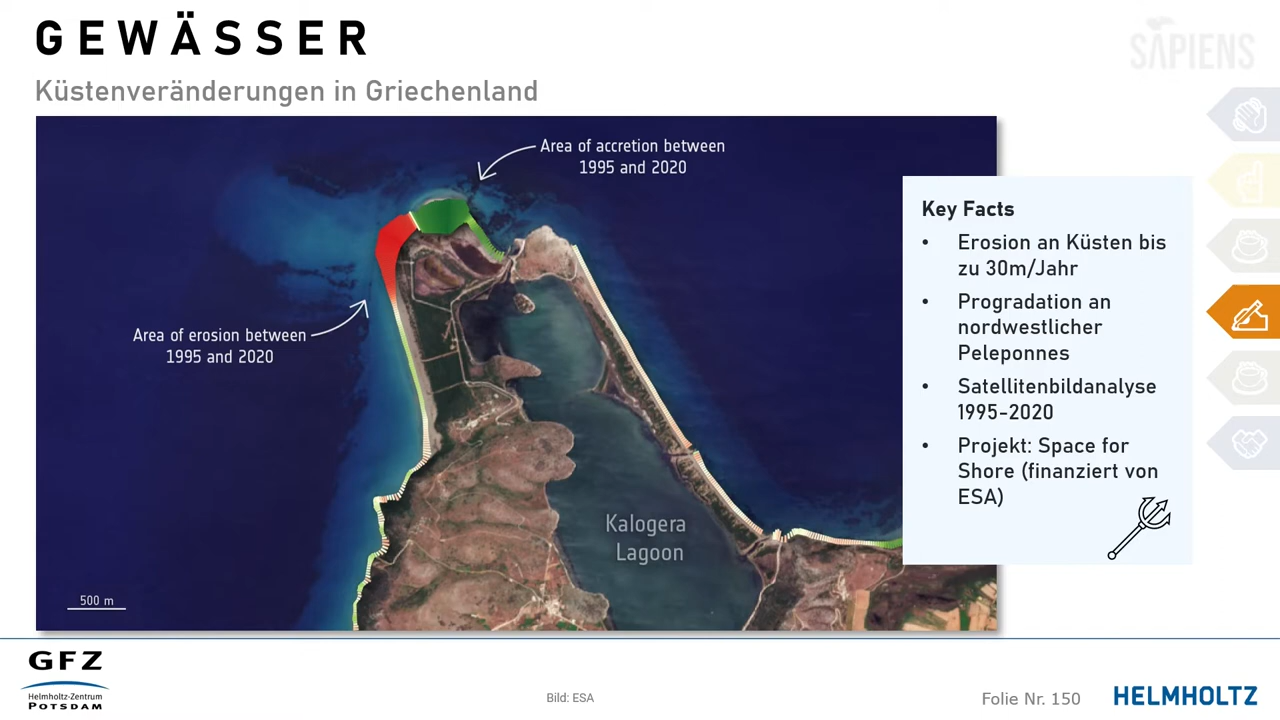 GEWÄSSER
SAPIENS
Küstenveränderungen in Griechenland
Area of accretion between
1995 and 2020
Area of erosion between
1995 and 2020
Kalogera
Lagoon
500 m
Key Facts
• Erosion an Küsten bis
zu 30m/Jahr
• Progradation an
nordwestlicher
Peleponnes
• Satellitenbildanalyse
1995-2020
• Projekt: Space for
Shore (finanziert von
ESA)
GFZ
Helmholtz-Zentrum
POTSDAM
Bild: ESA
Folie Nr. 150
HELMHOLTZ